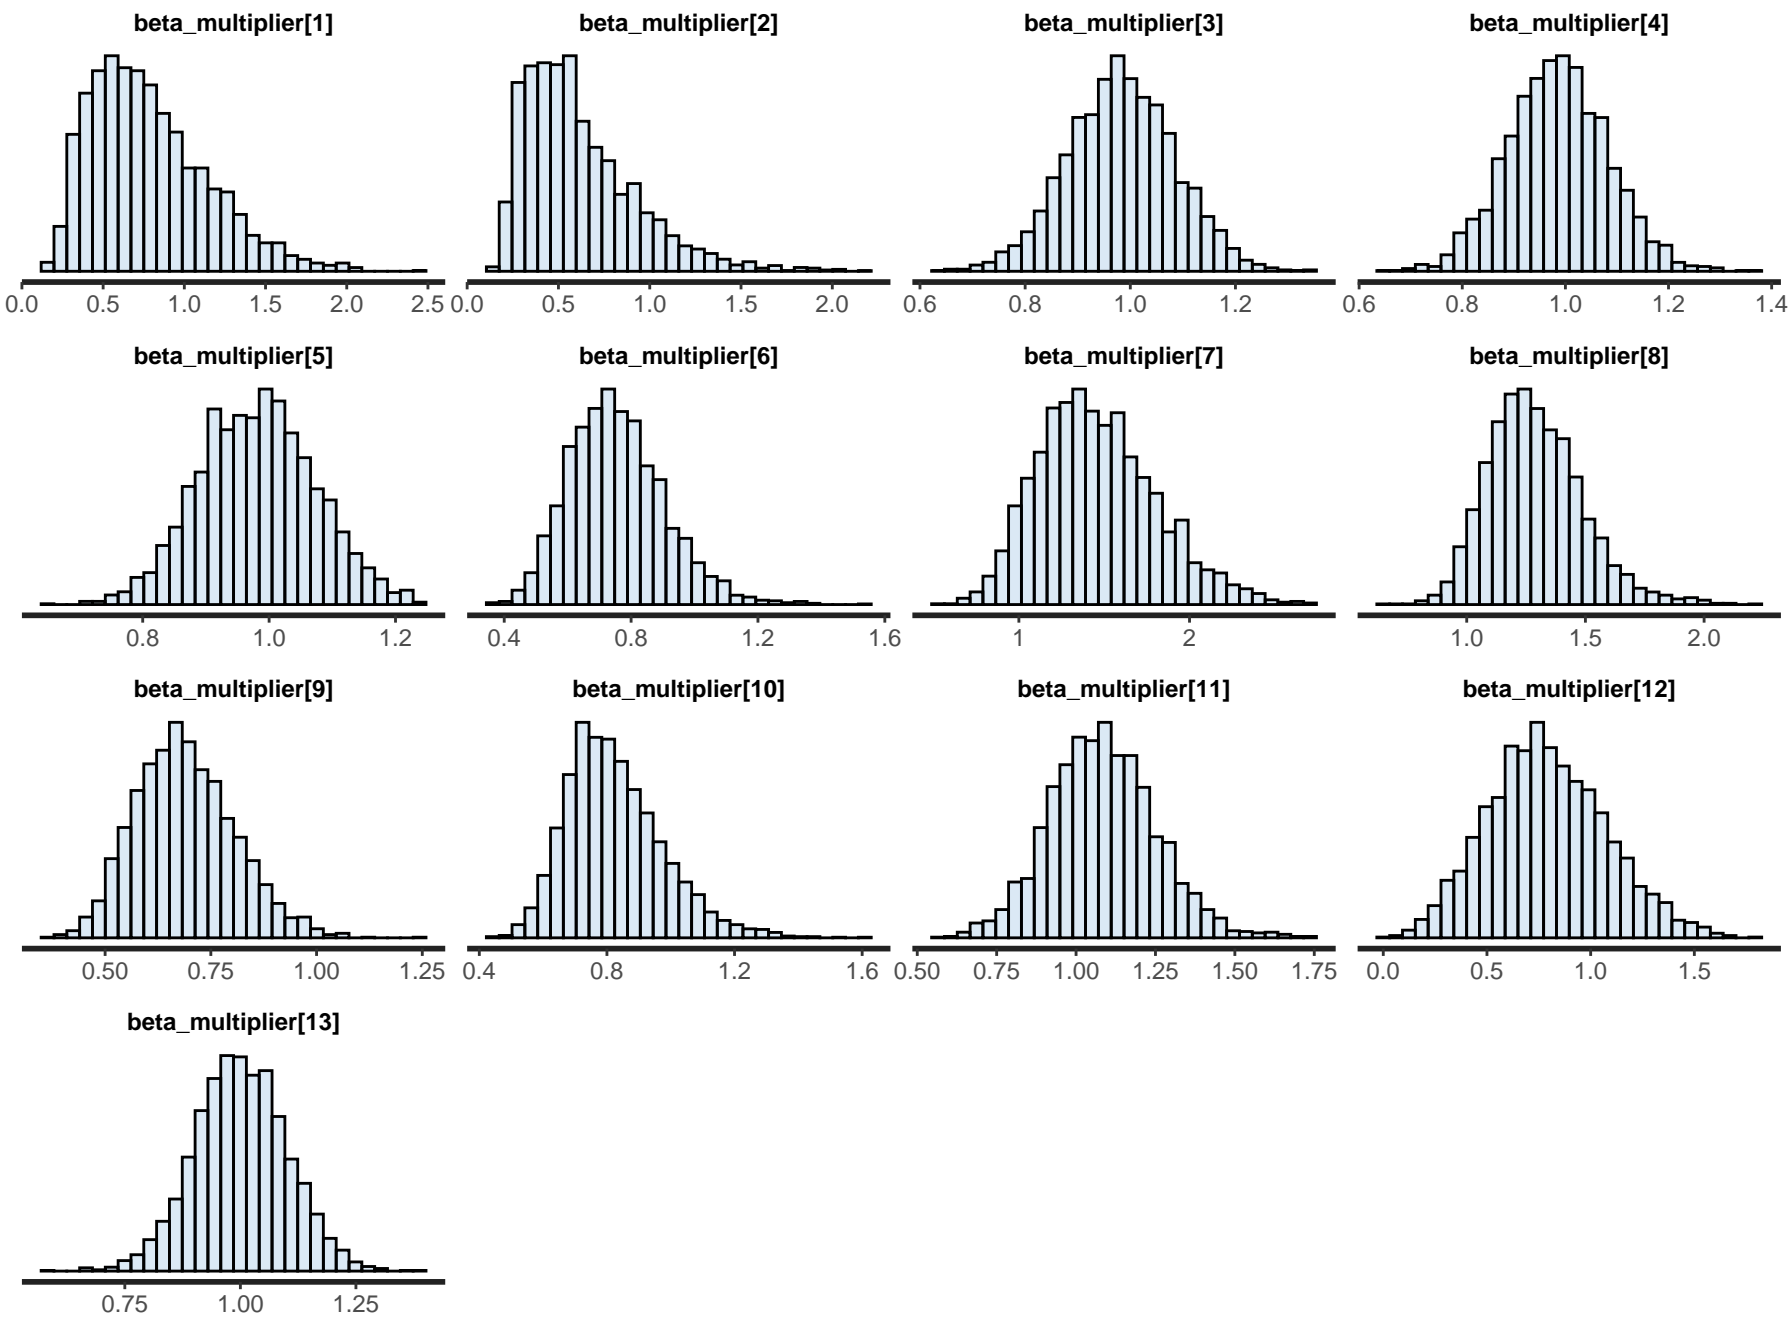 beta_multiplier[1] beta_multiplier[2] beta_multiplier[3] beta_multiplier[4]
0.0 0.5 1.0 1.5 2.0 2.5 0.0 0.5 1.0 1.5 2.0 0.6 0.8 1.0 1.2 0.6 0.8 1.0 1.2 1.4
beta_multiplier[5] beta_multiplier[6] beta_multiplier[7] beta_multiplier[8]
0.8 1.0 1.2 0.4 0.8 1.2 1.6 1 2 1.0 1.5 2.0
beta_multiplier[9] beta_multiplier[10] beta_multiplier[11] beta_multiplier[12]
0.50 0.75 1.00 1.25 0.4 0.8 1.2 1.6 0.50 0.75 1.00 1.25 1.50 1.75 0.0 0.5 1.0 1.5
beta_multiplier[13]
0.75 1.00 1.25